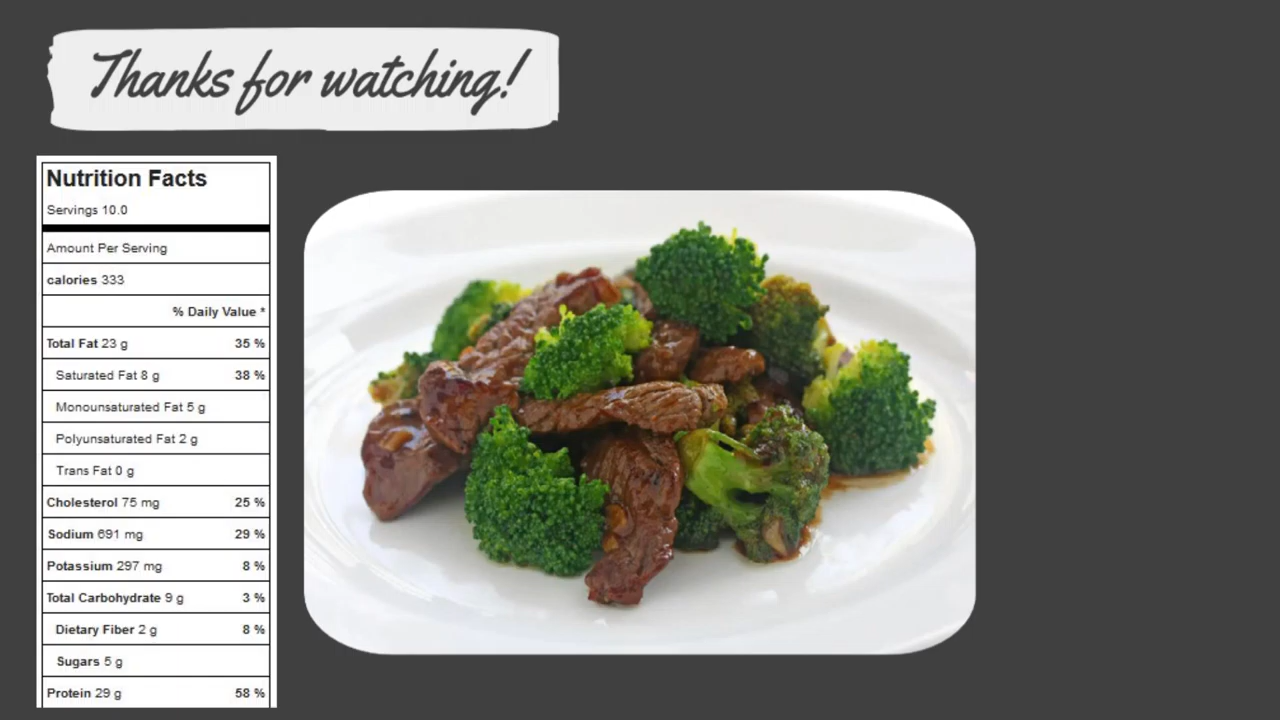 Thanks for watching!
Nutrition Facts
Servings 10.0
Amount Per Serving
calories 333
% Daily Value *
Total Fat 23 g 35 %
Saturated Fat 8 g 38 %
Monounsaturated Fat 5 g
Polyunsaturated Fat 2 g
Trans Fat 0 g
Cholesterol 75 mg 25 %
Sodium 691 mg 29 %
Potassium 297 mg 8 %
Total Carbohydrate 9 g 3 %
Dietary Fiber 2 g 8 %
Sugars 5 g
Protein 29 g 58 %